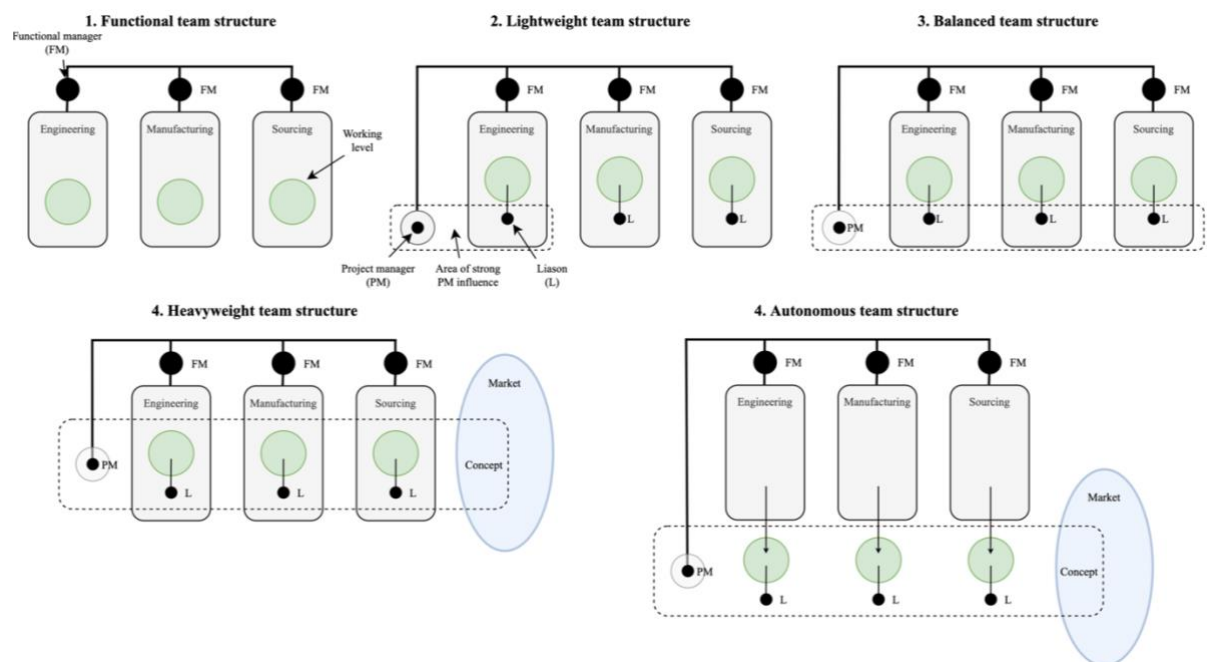 1. Functional team structure
Functional manager
(FM)
FM
FM
Engineering
Manufacturing
Sourcing
Working
level
2. Lightweight team structure
FM
FM
FM
Engineering
Manufacturing
Sourcing
L
L
Project manager
(PM)
Area of strong
PM influence
Liason
(L)
3. Balanced team structure
FM
FM
FM
Engineering
Manufacturing
Sourcing
PM
L
L
L
4. Heavyweight team structure
FM
FM
FM
Engineering
Manufacturing
Sourcing
Market
PM
Concept
L
L
L
4. Autonomous team structure
FM
FM
FM
Engineering
Manufacturing
Sourcing
Market
PM
Concept
L
L
L